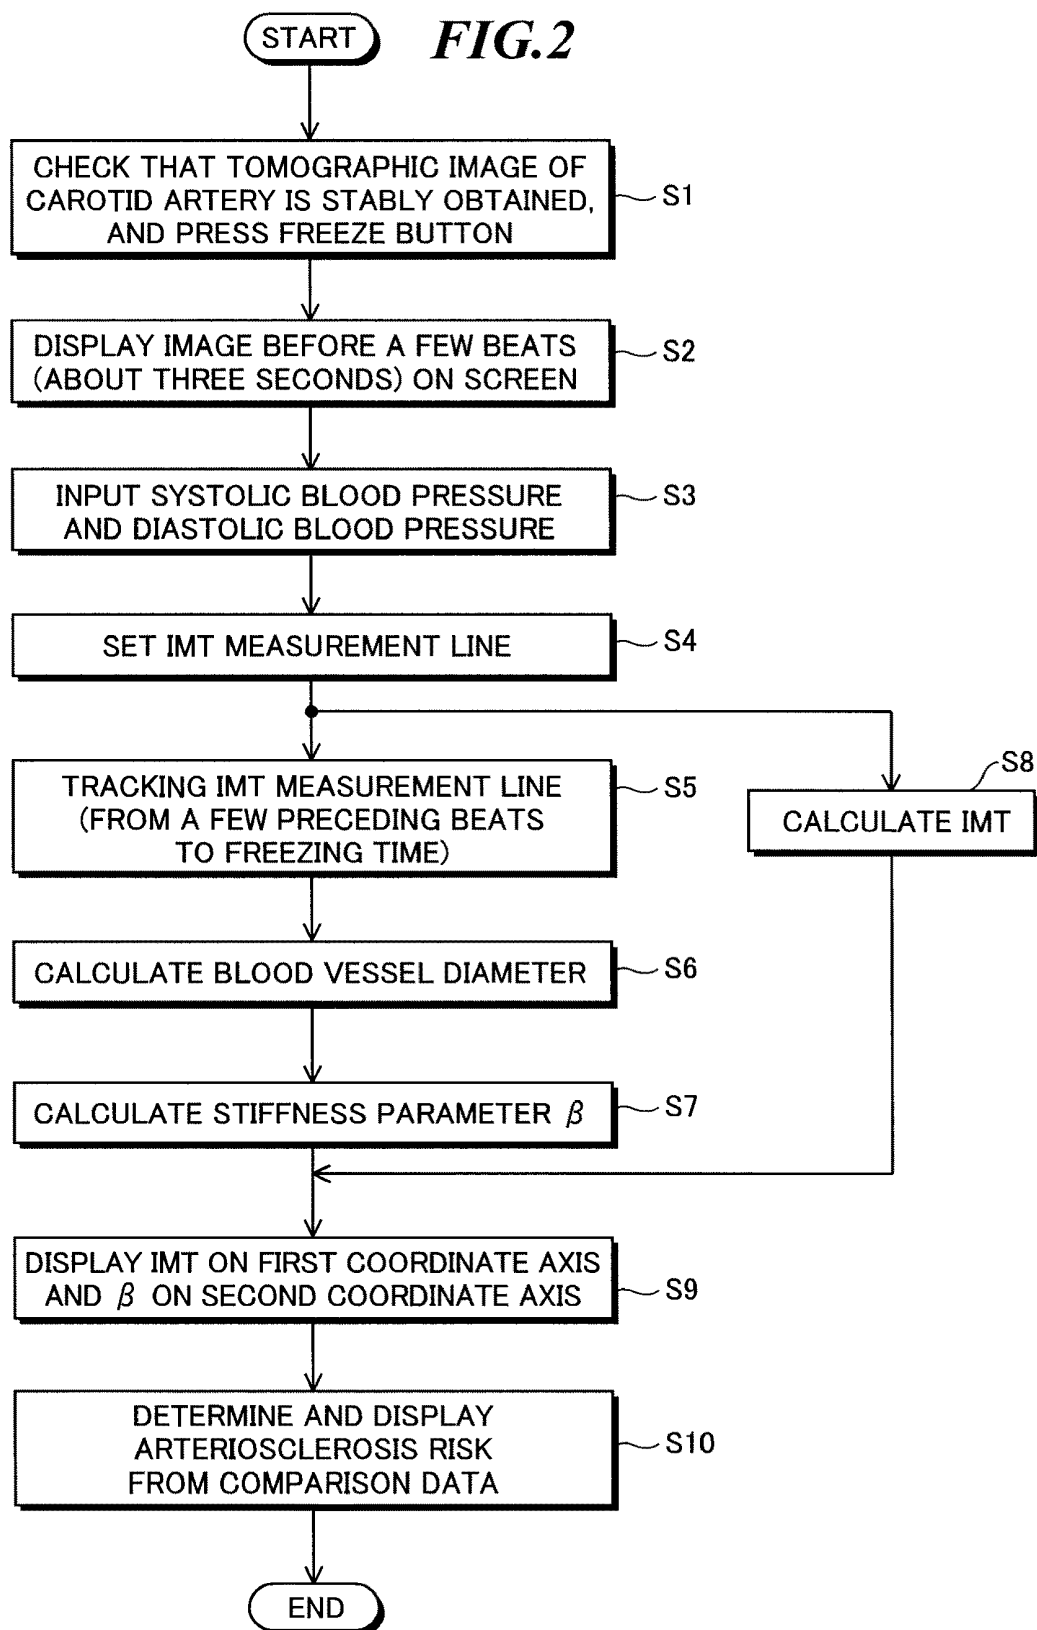 START
FIG.2
CHECK THAT TOMOGRAPHIC IMAGE OF
CAROTID ARTERY IS STABLY OBTAINED,
AND PRESS FREEZE BUTTON
S1
DISPLAY IMAGE BEFORE A FEW BEATS
(ABOUT THREE SECONDS) ON SCREEN
S2
INPUT SYSTOLIC BLOOD PRESSURE
AND DIASTOLIC BLOOD PRESSURE
S3
SET IMT MEASUREMENT LINE
S4
TRACKING IMT MEASUREMENT LINE
(FROM A FEW PRECEDING BEATS
TO FREEZING TIME)
S5
S8
CALCULATE IMT
CALCULATE BLOOD VESSEL DIAMETER
S6
CALCULATE STIFFNESS PARAMETER β
S7
DISPLAY IMT ON FIRST COORDINATE AXIS
AND β ON SECOND COORDINATE AXIS
S9
DETERMINE AND DISPLAY
ARTERIOSCLEROSIS RISK
FROM COMPARISON DATA
S10
END